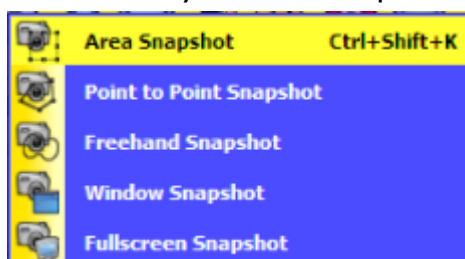 Area Snapshot Ctrl+Shift+K
Point to Point Snapshot
Freehand Snapshot
Window Snapshot
Fullscreen Snapshot